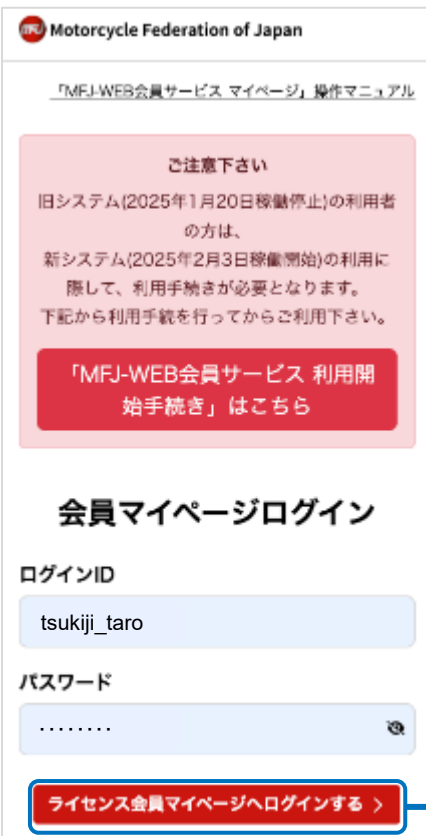 MFJ Motorcycle Federation of Japan
「MFJ-WEB会員サービス マイページ」操作マニュアル
ご注意下さい
旧システム(2025年1月20日稼働停止)の利用者
の方は、
新システム(2025年2月3日稼働開始)の利用に
際して、利用手続きが必要となります。
下記から利用手続を行ってからご利用下さい。
「MFJ-WEB会員サービス 利用開
始手続き」はこちら
会員マイページログイン
ログインID
tsukiji_taro
パスワード
........
ライセンス会員マイページへログインする >